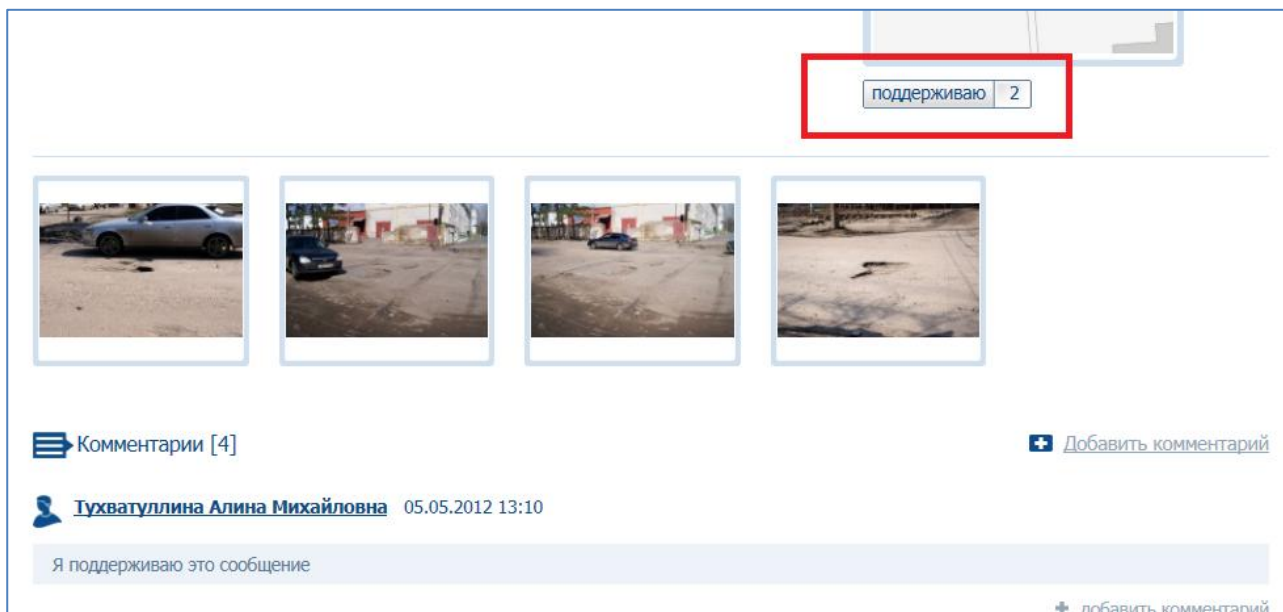 поддерживаю 2
Комментарии [4]
Добавить комментарий
Тухватуллина Алина Михайловна 05.05.2012 13:10
Я поддерживаю это сообщение
добавить комментарий